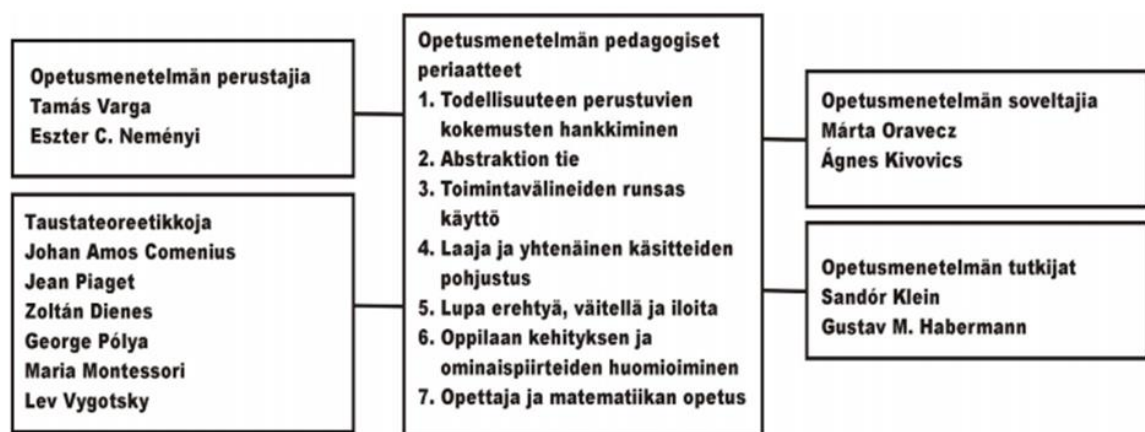 Opetusmenetelmän perustajia
Tamás Varga
Eszter C. Neményi
Taustateoreetikkoja
Johan Amos Comenius
Jean Piaget
Zoltán Dienes
George Pólya
Maria Montessori
Lev Vygotsky
Opetusmenetelmän pedagogiset
periaatteet
1. Todellisuuteen perustuvien
kokemusten hankkiminen
2. Abstraktion tie
3. Toimintavälineiden runsas
käyttö
4. Laaja ja yhtenäinen käsitteiden
pohjustus
5. Lupa erehtyä, väitellä ja iloita
6. Oppilaan kehityksen ja
ominaispiirteiden huomioiminen
7. Opettaja ja matematiikan opetus
Opetusmenetelmän soveltajia
Márta Oravecz
Ágnes Kivovics
Opetusmenetelmän tutkijat
Sandór Klein
Gustav M. Habermann